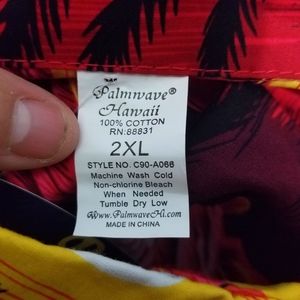 Palmwave®
Hawaii
100% COTTON
RN:88831
2XL
STYLE NO. C90-A066
Machine Wash Cold
Non-chlorine Bleach
When Needed
Tumble Dry Low
www.PalmwaveHi.com
MADE IN CHINA